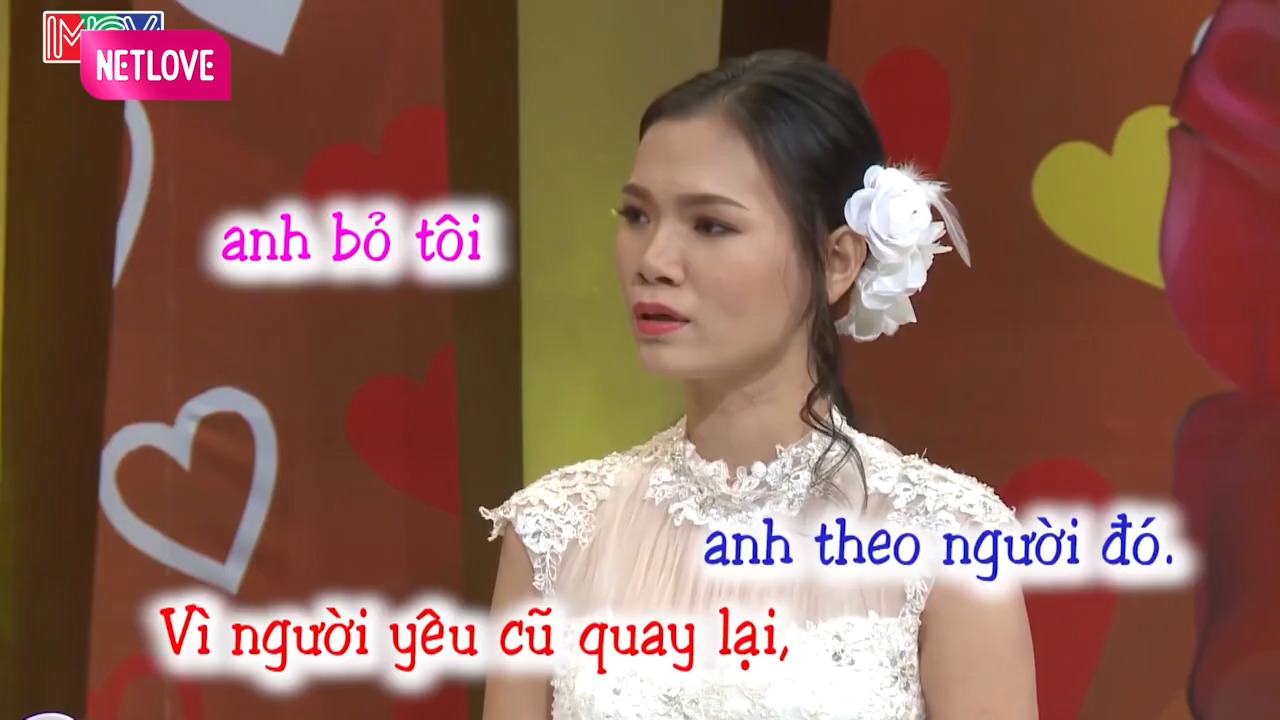 NETLOVE
anh bỏ tôi
anh theo người đó.
Vì người yêu cũ quay lại,